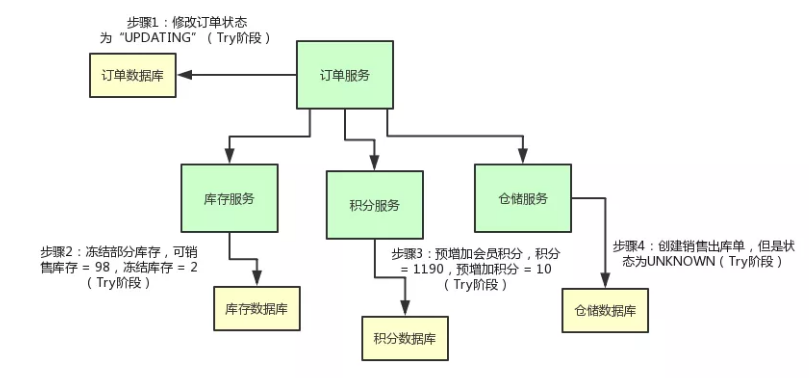 步骤1：修改订单状态
为“UPDATING”（Try阶段）
订单数据库
订单服务
库存服务
积分服务
仓储服务
步骤2：冻结部分库存，可销
售库存 = 98，冻结库存 = 2
（Try阶段）
步骤3：预增加会员积分，积分
= 1190，预增加积分 = 10
（Try阶段）
步骤4：创建销售出库单，但是状
态为UNKNOWN（Try阶段）
库存数据库
积分数据库
仓储数据库